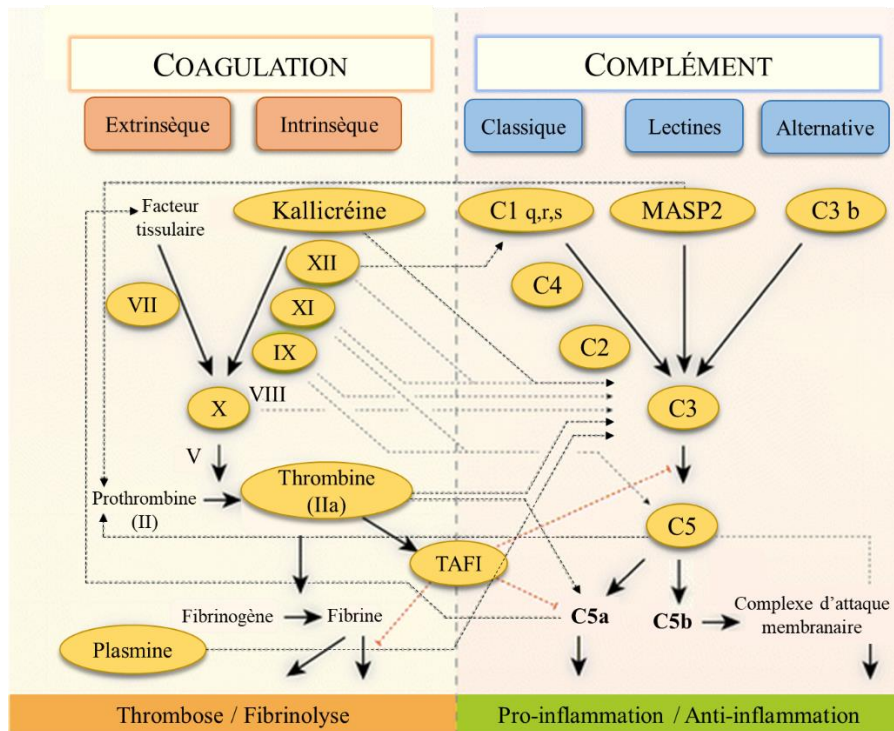 COAGULATION
COMPLÉMENT
Extrinsèque
Intrinsèque
Classique
Lectines
Alternative
Facteur
tissulaire
Kallicréine
C1 q,r,s
MASP2
C3 b
XII
C4
VII
XI
IX
C2
VIII
X
C3
V
Thrombine
(IIa)
Prothrombine
(II)
C5
TAFI
Fibrinogène
Fibrine
C5a
C5b
Complexe d'attaque
membranaire
Plasmine
Thrombose / Fibrinolyse
Pro-inflammation / Anti-inflammation